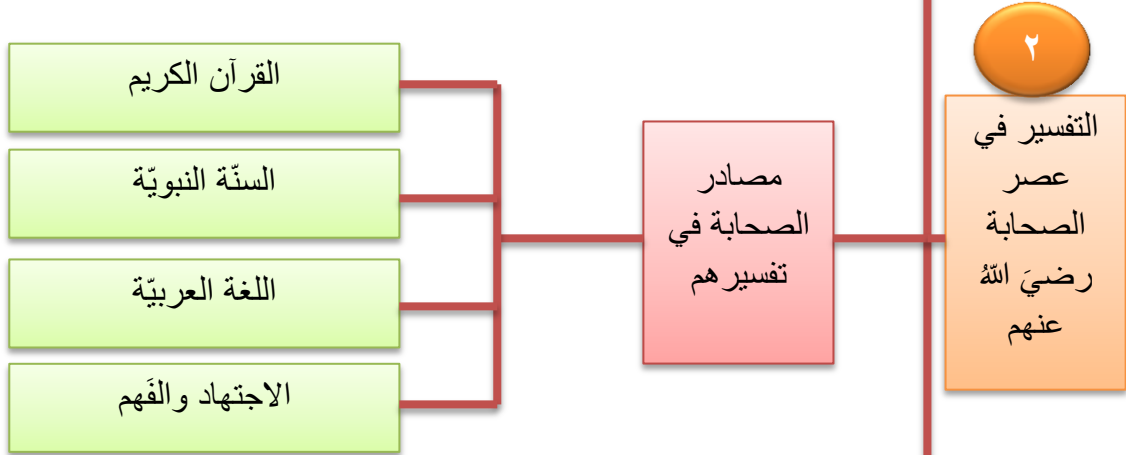 ٢
التفسير في
عصر
الصحابة
رضيَ اللهُ
عنهم
مصادر
الصحابة في
تفسيرهم
القرآن الكريم
السنّة النبويّة
اللغة العربيّة
الاجتهاد والفَهم